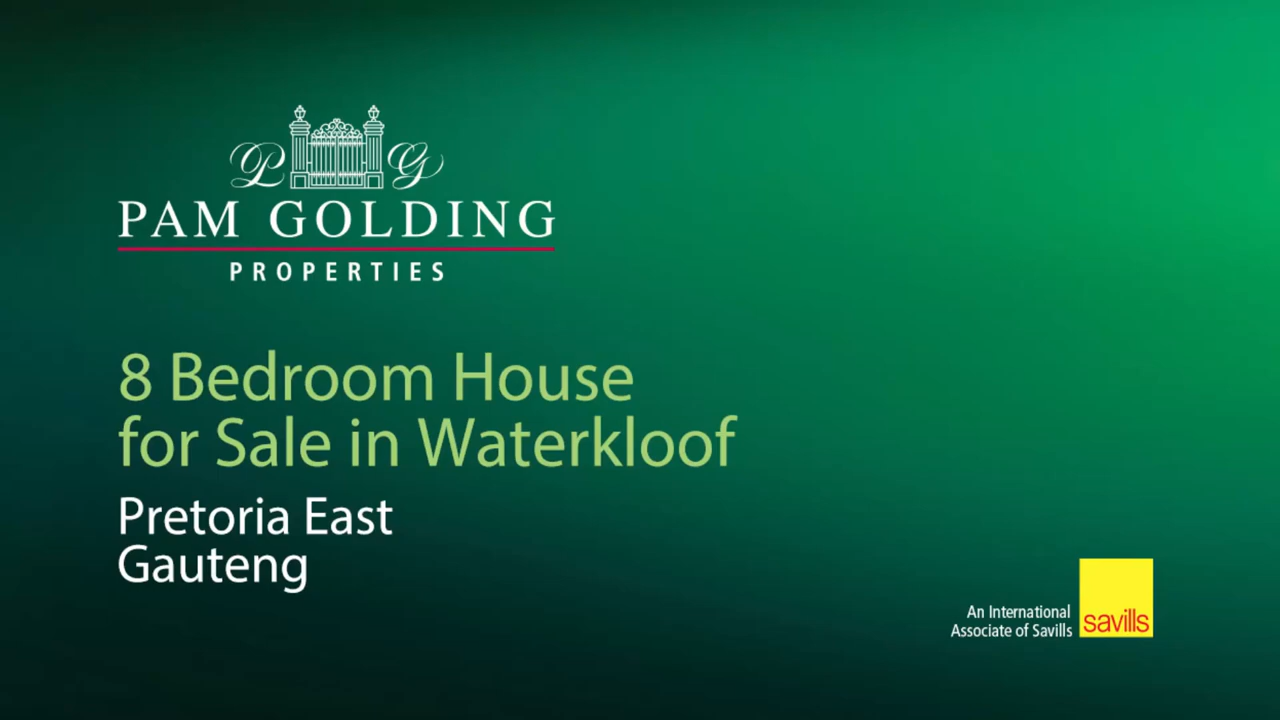 P G
PAM GOLDING
PROPERTIES
8 Bedroom House
for Sale in Waterkloof
Pretoria East
Gauteng
An International
Associate of Savills
savills